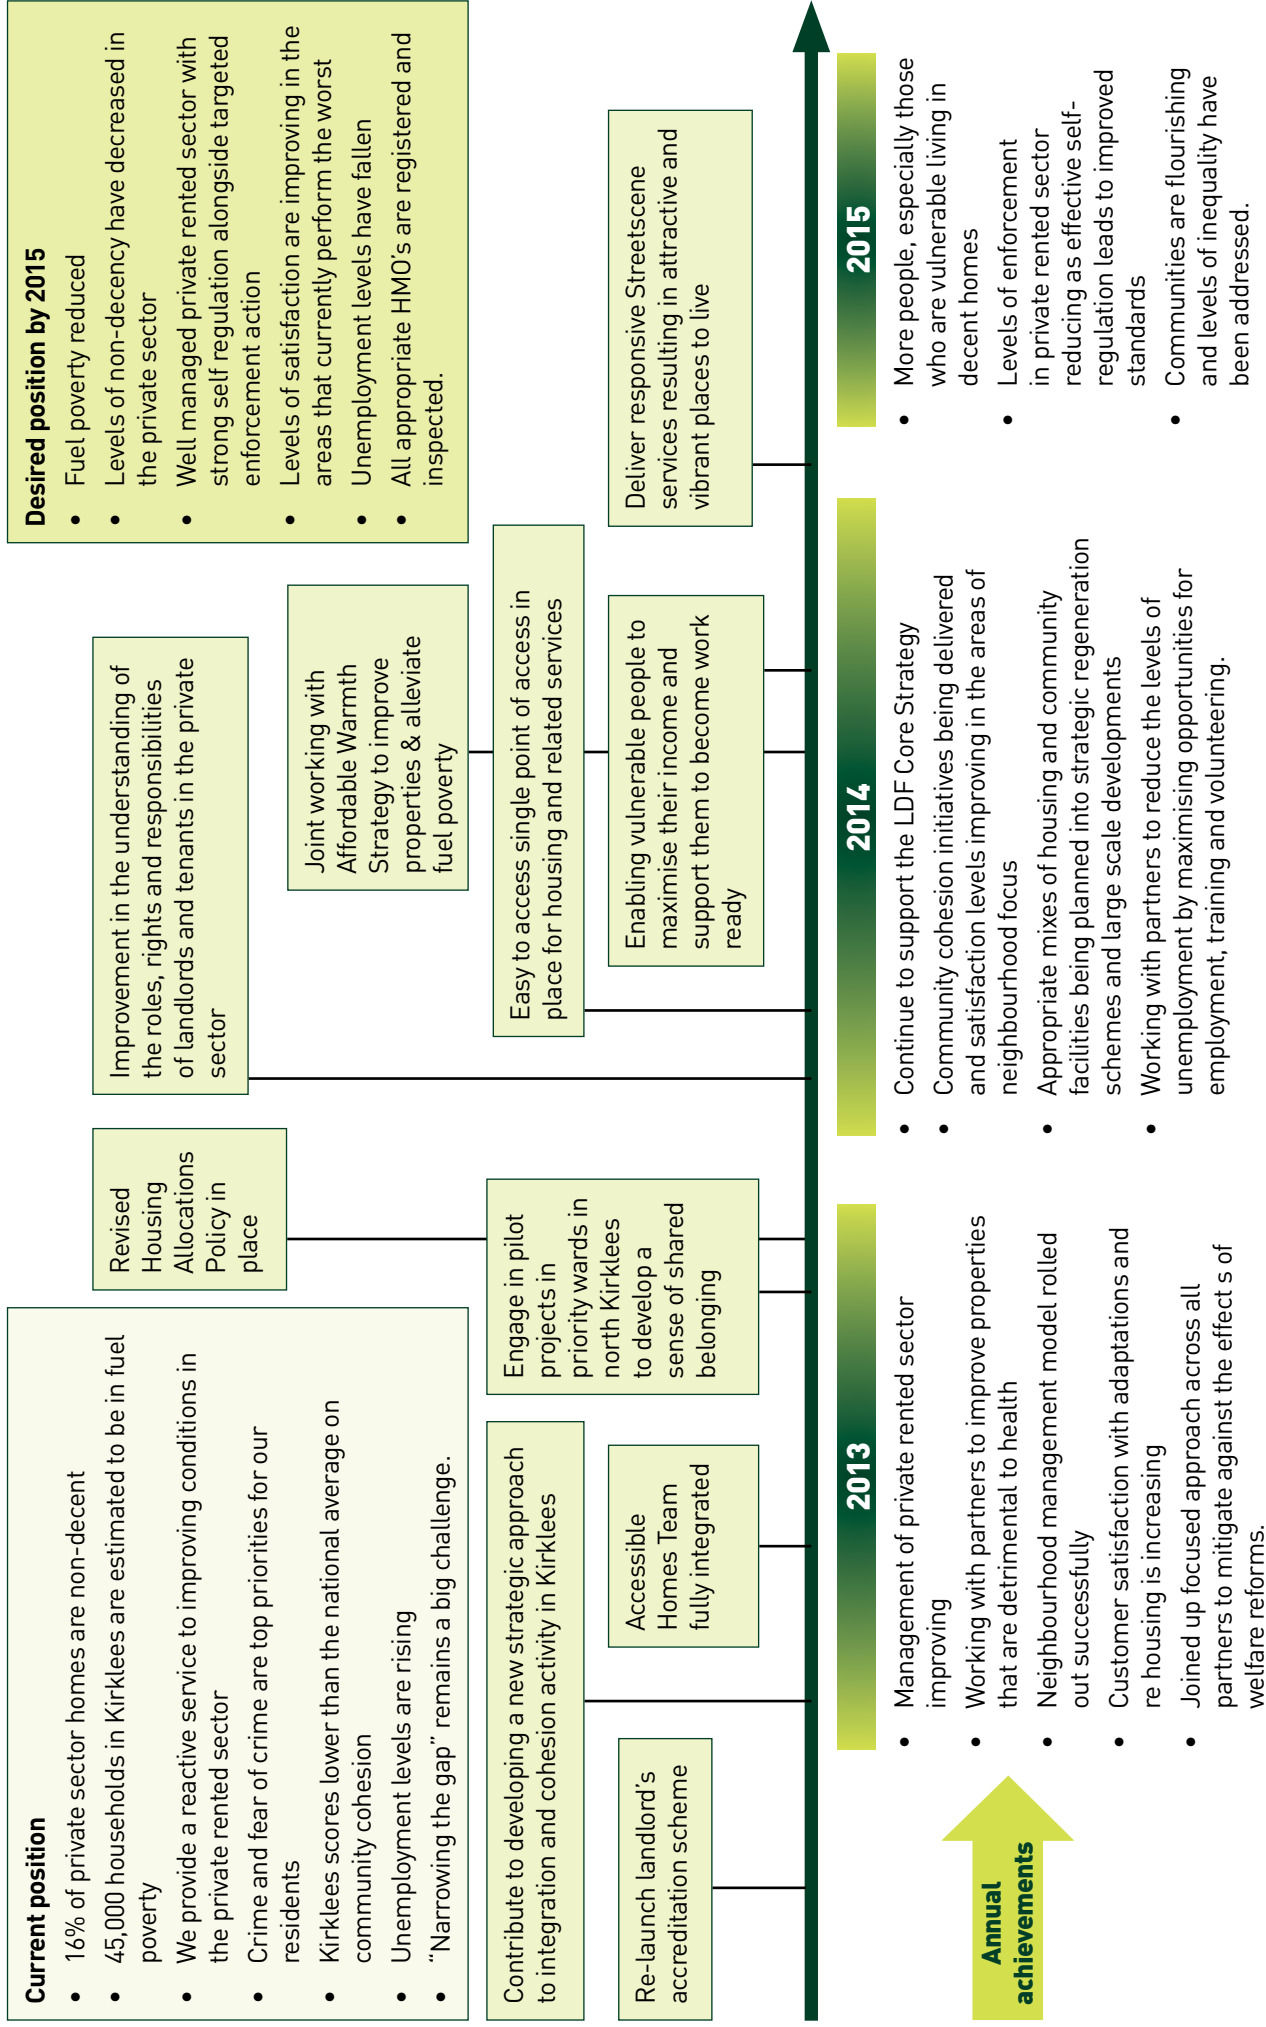 Current position
• 16% of private sector homes are non-decent
• 45,000 households in Kirklees are estimated to be in fuel
poverty
• We provide a reactive service to improving conditions in
the private rented sector
• Crime and fear of crime are top priorities for our
residents
• Kirklees scores lower than the national average on
community cohesion
• Unemployment levels are rising
• “Narrowing the gap” remains a big challenge.
Revised
Housing
Allocations
Policy in
place
Improvement in the understanding of
the roles, rights and responsibilities
of landlords and tenants in the private
sector
Joint working with
Affordable Warmth
Strategy to improve
properties & alleviate
fuel poverty
Desired position by 2015
• Fuel poverty reduced
• Levels of non-decency have decreased in
the private sector
• Well managed private rented sector with
strong self regulation alongside targeted
enforcement action
• Levels of satisfaction are improving in the
areas that currently perform the worst
• Unemployment levels have fallen
• All appropriate HMO’s are registered and
inspected.
Contribute to developing a new strategic approach
to integration and cohesion activity in Kirklees
Re-launch landlord’s
accreditation scheme
Accessible
Homes Team
fully integrated
Engage in pilot
projects in
priority wards in
north Kirklees
to develop a
sense of shared
belonging
Easy to access single point of access in
place for housing and related services
Enabling vulnerable people to
maximise their income and
support them to become work
ready
Deliver responsive Streetscene
services resulting in attractive and
vibrant places to live
Annual
achievements
2013
• Management of private rented sector
improving
• Working with partners to improve properties
that are detrimental to health
• Neighbourhood management model rolled
out successfully
• Customer satisfaction with adaptations and
re housing is increasing
• Joined up focused approach across all
partners to mitigate against the effect s of
welfare reforms.
2014
• Continue to support the LDF Core Strategy
• Community cohesion initiatives being delivered
and satisfaction levels improving in the areas of
neighbourhood focus
• Appropriate mixes of housing and community
facilities being planned into strategic regeneration
schemes and large scale developments
• Working with partners to reduce the levels of
unemployment by maximising opportunities for
employment, training and volunteering.
2015
• More people, especially those
who are vulnerable living in
decent homes
• Levels of enforcement
in private rented sector
reducing as effective self-
regulation leads to improved
standards
• Communities are flourishing
and levels of inequality have
been addressed.